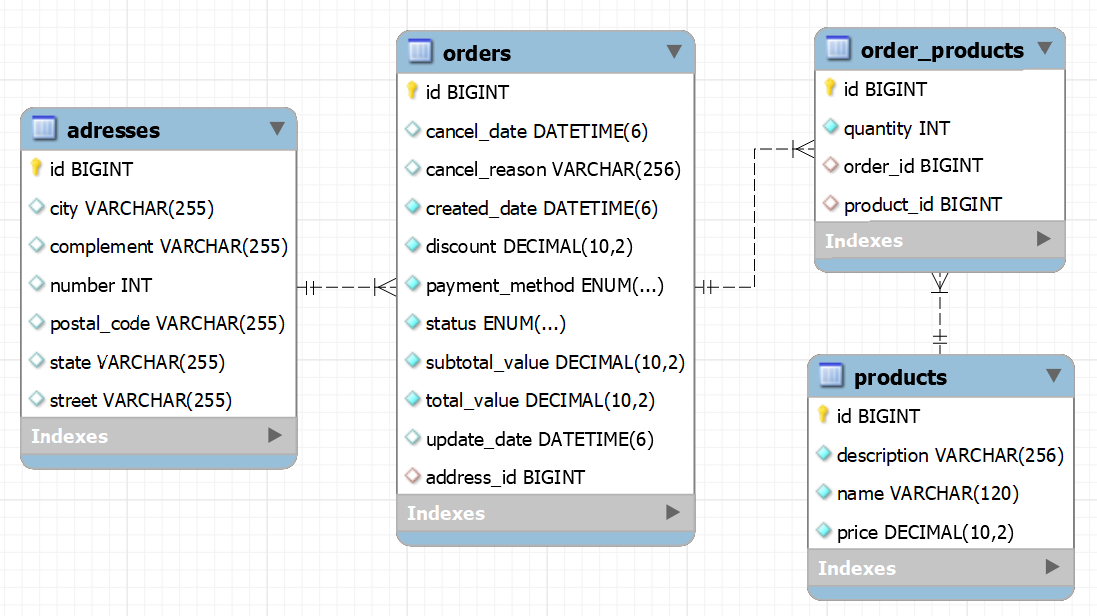 adresses
id BIGINT
city VARCHAR(255)
complement VARCHAR(255)
number INT
postal_code VARCHAR(255)
state VARCHAR(255)
street VARCHAR(255)
Indexes
orders
id BIGINT
cancel_date DATETIME(6)
cancel_reason VARCHAR(256)
created_date DATETIME(6)
discount DECIMAL(10,2)
payment_method ENUM(...)
status ENUM(...)
subtotal_value DECIMAL(10,2)
total_value DECIMAL(10,2)
update_date DATETIME(6)
address_id BIGINT
Indexes
order_products
id BIGINT
quantity INT
order_id BIGINT
product_id BIGINT
Indexes
products
id BIGINT
description VARCHAR(256)
name VARCHAR(120)
price DECIMAL(10,2)
Indexes